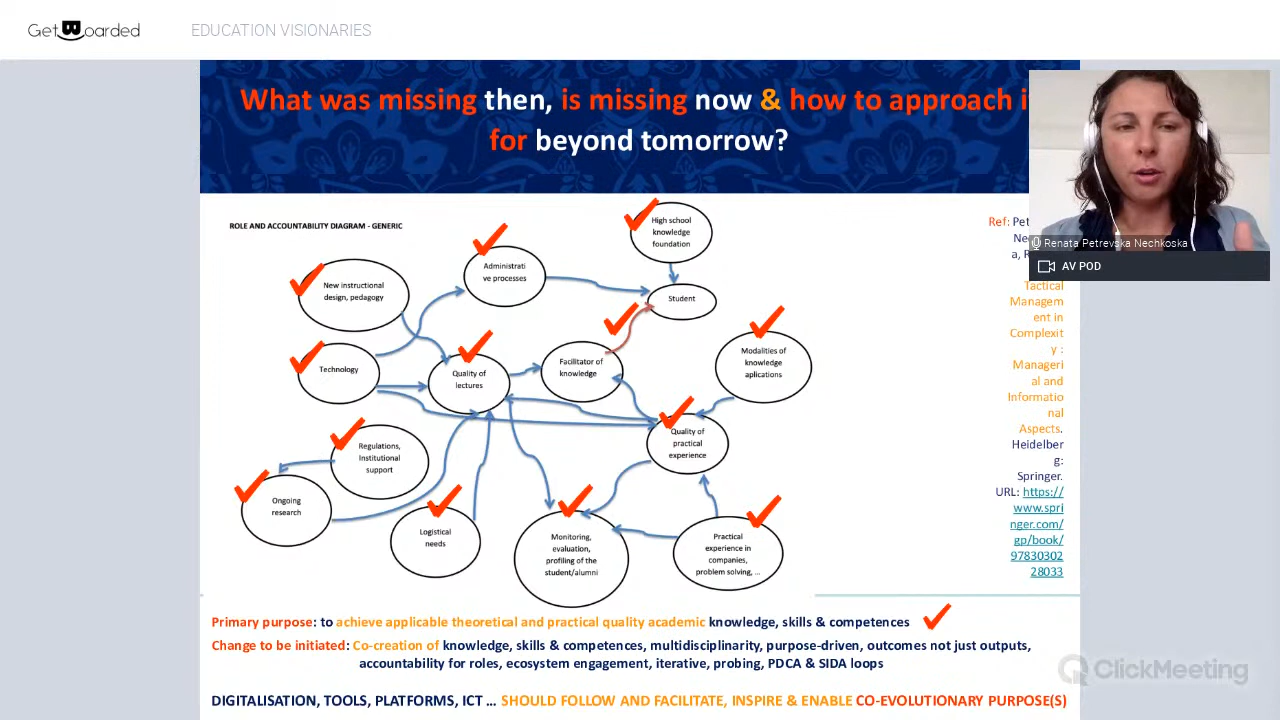 Get Boarded
EDUCATION VISIONARIES
What was missing then, is missing now & how to approach
for beyond tomorrow?
ROLE AND ACCOUNTABILITY DIAGRAM - GENERIC
High school
knowledge
foundation
Administrati
ve processes
New instructional
design, pedagogy
Student
Technology
Quality of
lectures
Facilitator of
knowledge
Modalities of
knowledge
aplications
Quality of
practical
experience
Regulations,
Institutional
support
Ongoing
research
Logistical
needs
Monitoring,
evaluation,
profiling of the
student/alumni
Practical
experience in
companies,
problem solving, ...
Ref:
Renata Petrevska Nechkoska
AV POD
Tactical
Managem
ent in
Complexit
y :
Manageri
al and
Informatio
nal
Aspects.
Heidelber
g:
Springer.
URL: https://
www.spri
nger.com/
gp/book/
97830302
28033
Primary purpose: to achieve applicable theoretical and practical quality academic knowledge, skills & competences
Change to be initiated: Co-creation of knowledge, skills & competences, multidisciplinarity, purpose-driven, outcomes not just outputs,
accountability for roles, ecosystem engagement, iterative, probing, PDCA & SIDA loops
DIGITALISATION, TOOLS, PLATFORMS, ICT ... SHOULD FOLLOW AND FACILITATE, INSPIRE & ENABLE CO-EVOLUTIONARY PURPOSE(S)
ClickMeeting